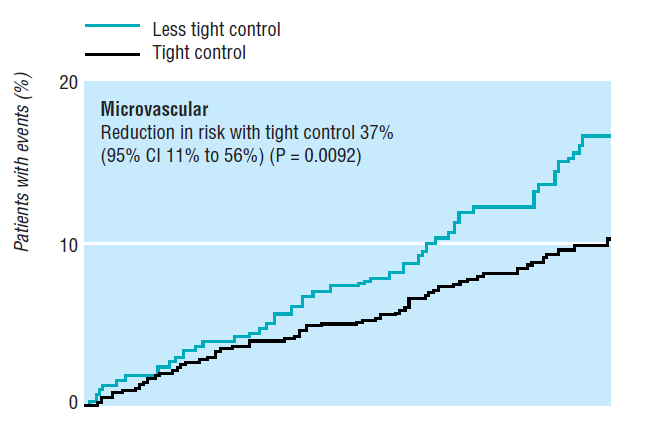 Less tight control
Tight control
Patients with events (%)
20
Microvascular
Reduction in risk with tight control 37%
(95% CI 11% to 56%) (P = 0.0092)
10
0